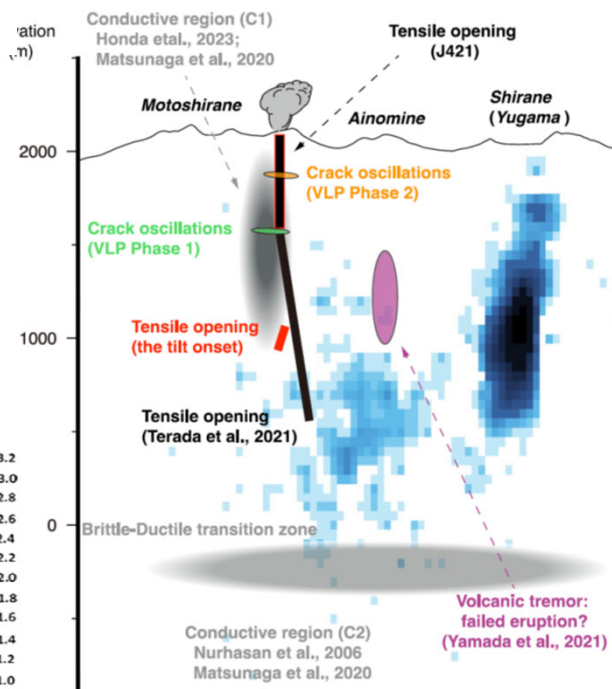 vation
m)
Conductive region (C1)
Honda etal., 2023;
Matsunaga et al., 2020
Tensile opening
(J421)
Motoshirane
Ainomine
Shirane
(Yugama)
2000
Crack oscillations
(VLP Phase 2)
Crack oscillations
(VLP Phase 1)
1000
Tensile opening
(the tilt onset)
Tensile opening
(Terada et al., 2021)
3.2
3.0
2.8
2.6
2.4
2.2
2.0
1.8
1.6
1.4
1.2
1.0
0
Brittle-Ductile transition zone
Volcanic tremor:
failed eruption?
(Yamada et al., 2021)
Conductive region (C2)
Nurhasan et al., 2006
Matsunaga et al., 2020